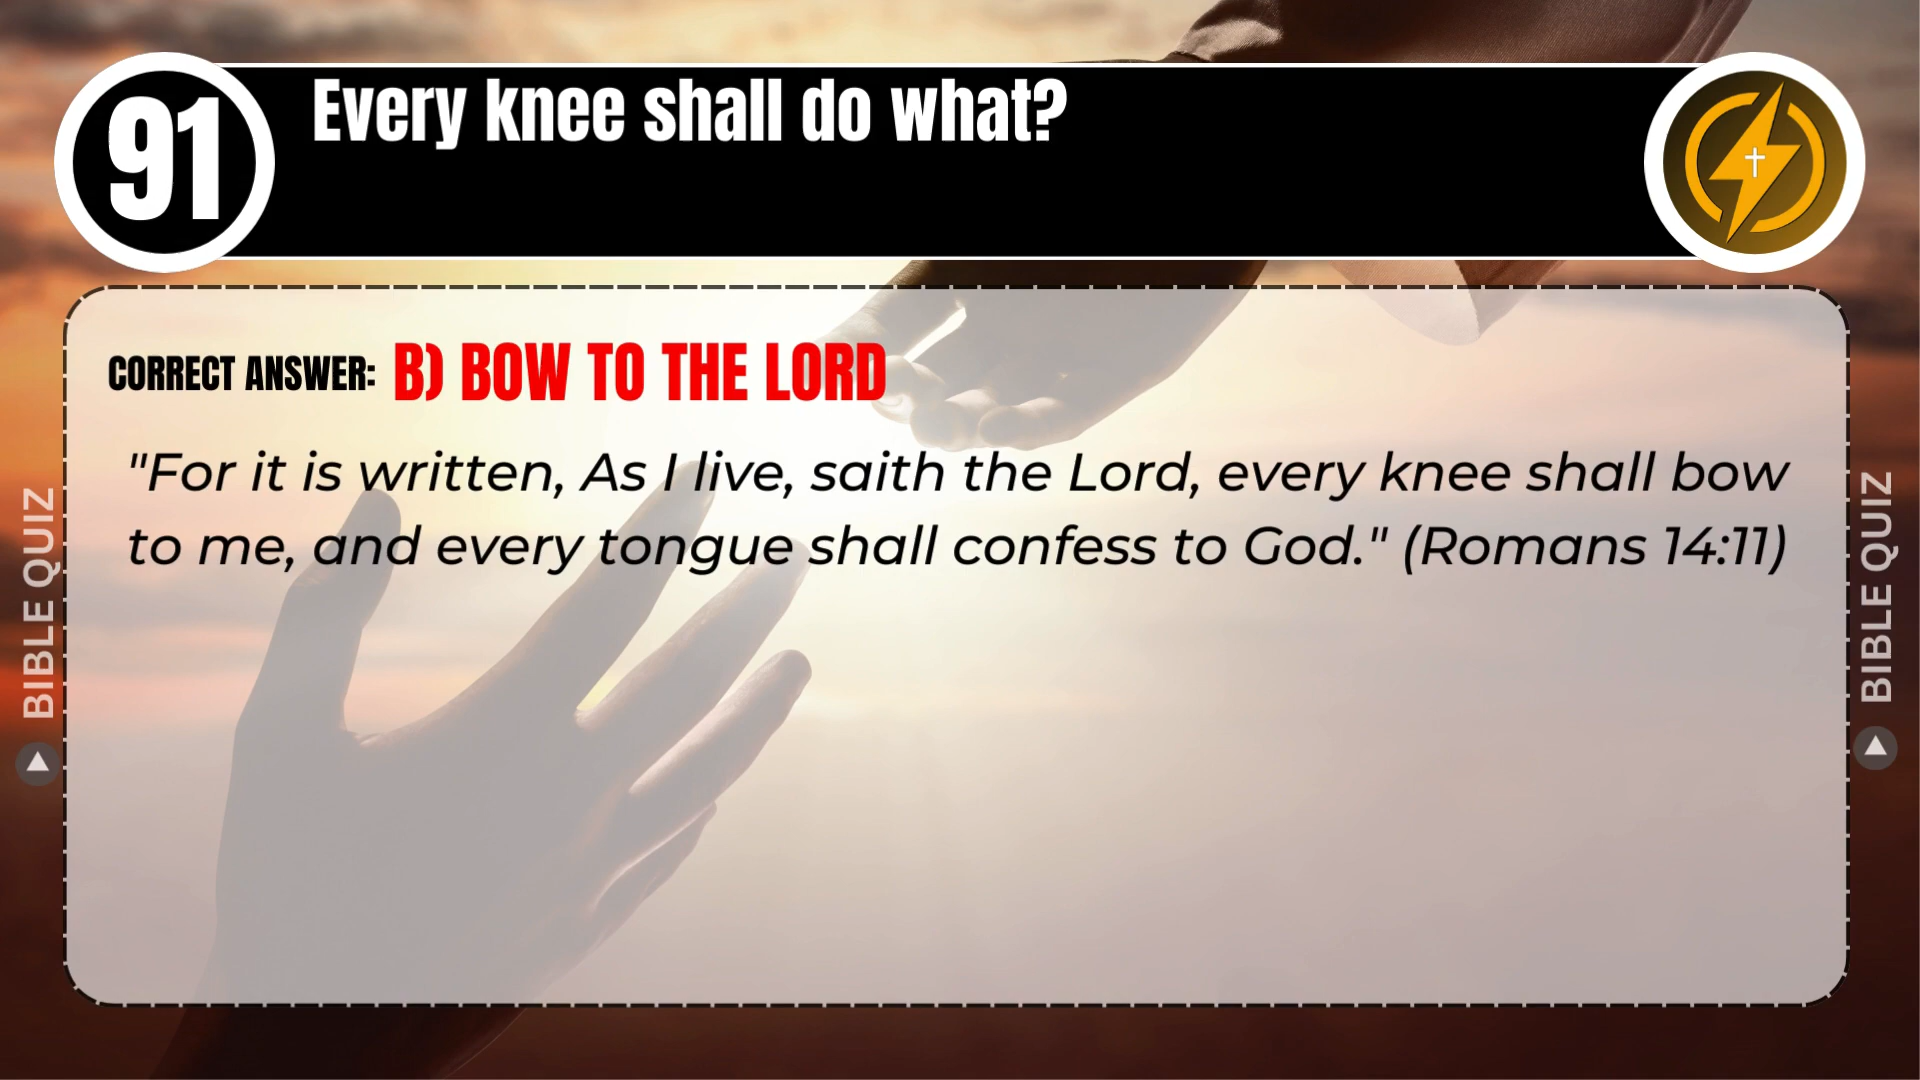 91
Every knee shall do what?
CORRECT ANSWER: B) BOW TO THE LORD
"For it is written, As I live, saith the Lord, every knee shall bow
to me, and every tongue shall confess to God." (Romans 14:11)
BIBLE QUIZ
BIBLE QUIZ